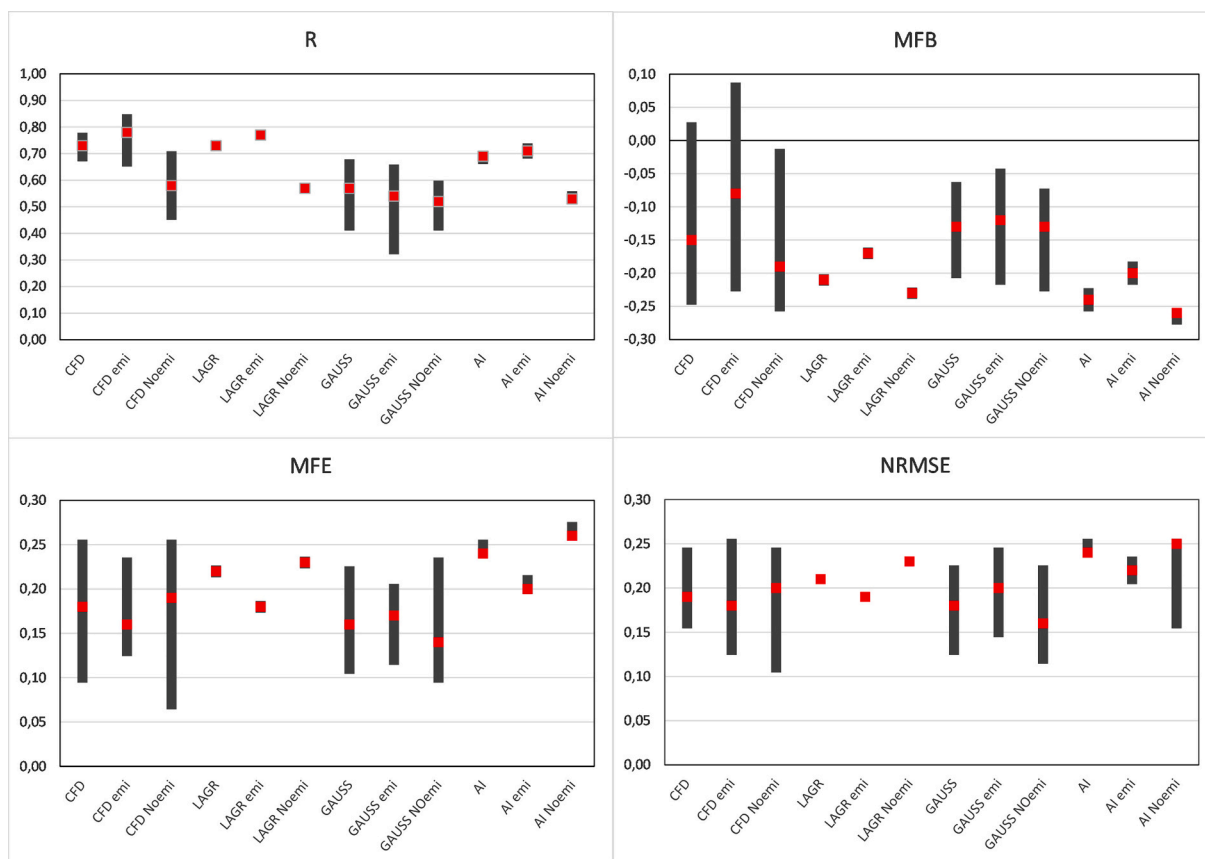 R
1,00
0,90
0,80
0,70
0,60
0,50
0,40
0,30
0,20
0,10
0,00
CFD
CFD emi
CFD Noemi
LAGR
LAGR emi
LAGR Noemi
GAUSS
GAUSS emi
GAUSS NOemi
AI
AI emi
AI Noemi
MFB
0,10
0,05
0,00
-0,05
-0,10
-0,15
-0,20
-0,25
-0,30
CFD
CFD emi
CFD Noemi
LAGR
LAGR emi
LAGR Noemi
GAUSS
GAUSS emi
GAUSS NOemi
AI
AI emi
AI Noemi
MFE
0,30
0,25
0,20
0,15
0,10
0,05
0,00
CFD
CFD emi
CFD Noemi
LAGR
LAGR emi
LAGR Noemi
GAUSS
GAUSS emi
GAUSS NOemi
AI
AI emi
AI Noemi
NRMSE
0,30
0,25
0,20
0,15
0,10
0,05
0,00
CFD
CFD emi
CFD Noemi
LAGR
LAGR emi
LAGR Noemi
GAUSS
GAUSS emi
GAUSS NOemi
AI
AI emi
AI Noemi